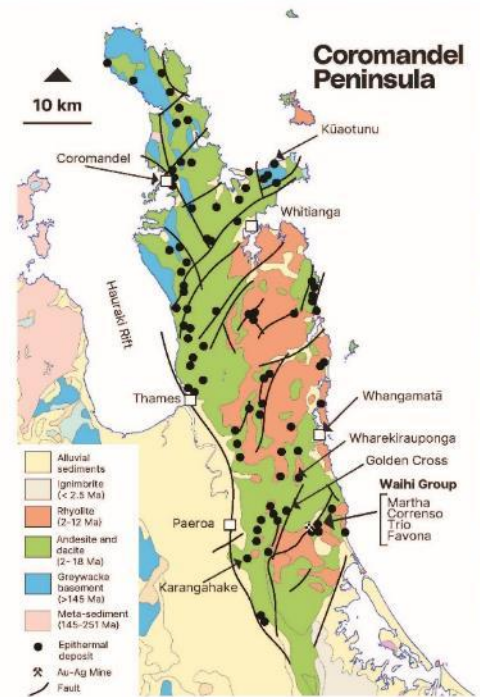 Coromandel
Peninsula
10 km
Kūaotunu
Coromandel
Whitianga
Hauraki Rift
Thames
Whangamatā
Wharekirauponga
Golden Cross
Waihi Group
Martha
Correnso
Trio
Favona
Paeroa
Karangahake
Alluvial
sediments
Ignimbrite
(< 2.5 Ma)
Rhyolite
(2–12 Ma)
Andesite and
dacite
(2– 18 Ma)
Greywacke
basement
(>145 Ma)
Meta-sediment
(145-251 Ma)
Epithermal
deposit
Au-Ag Mine
Fault